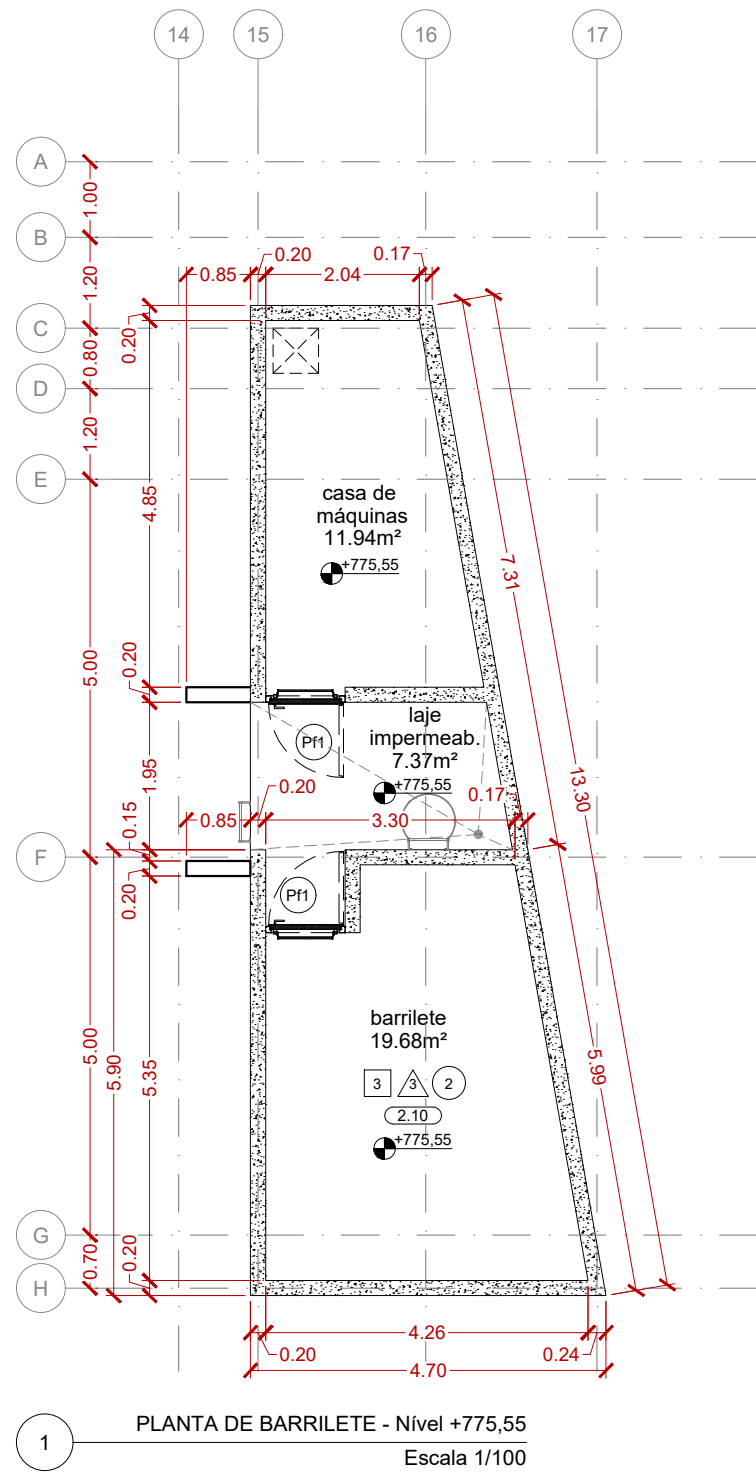 14
15
16
17
A
1.00
B
1.20
0.20
0.17
0.85
2.04
C
0.20
0.80
D
1.20
E
4.85
casa de
máquinas
11.94m²
+775,55
7.31
5.00
0.20
laje
impermeab.
7.37m²
Pf1
+775,55
13.30
1.95
0.20
0.17
0.15
0.85
3.30
F
0.20
Pf1
barrilete
19.68m²
5.00
5.90
5.35
5.99
3
3
2
2.10
+775,55
G
0.20
0.70
H
4.26
0.20
0.24
4.70
1
PLANTA DE BARRILETE - Nível +775,55
Escala 1/100